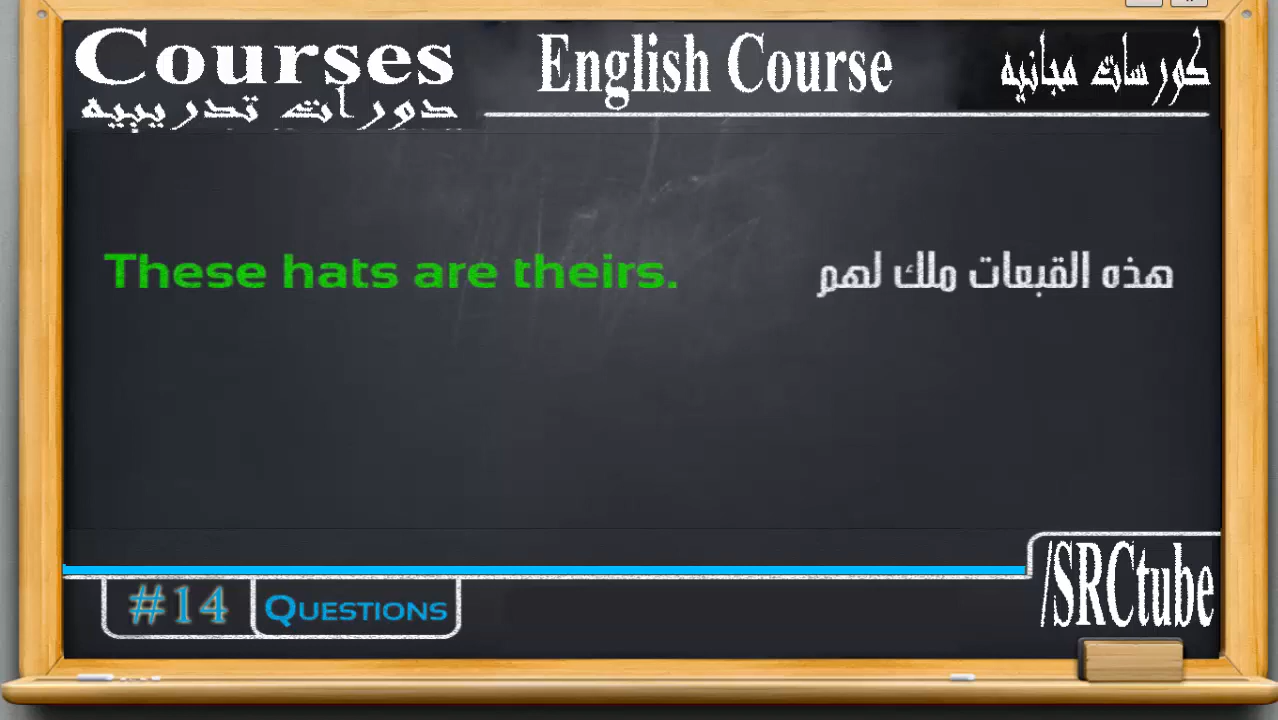 Courses
دورات تدريبيه
English Course
كورسات مجانيه
These hats are theirs.
هذه القبعات ملك لهم
#14
QUESTIONS
/SRCtube